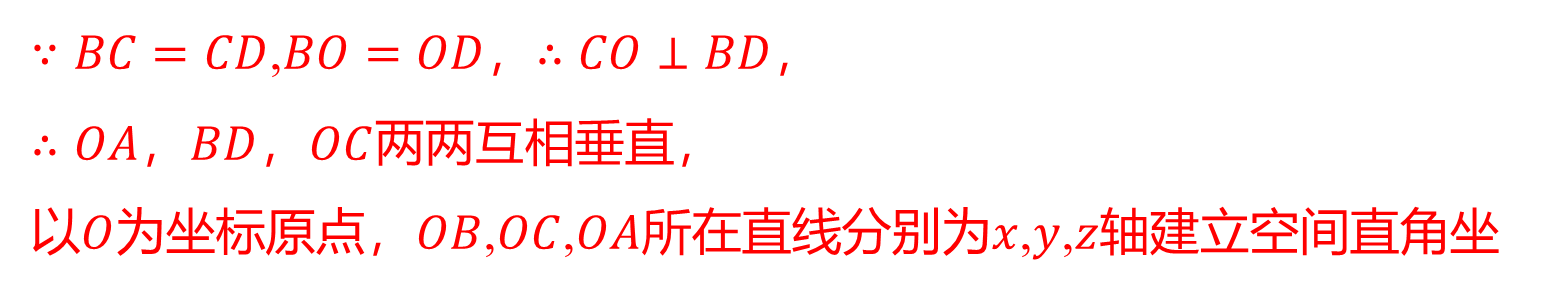 ∵ BC = CD,BO = OD，∴ CO ⊥ BD，
∴ OA，BD，OC两两互相垂直，
以O为坐标原点，OB,OC,OA所在直线分别为x,y,z轴建立空间直角坐